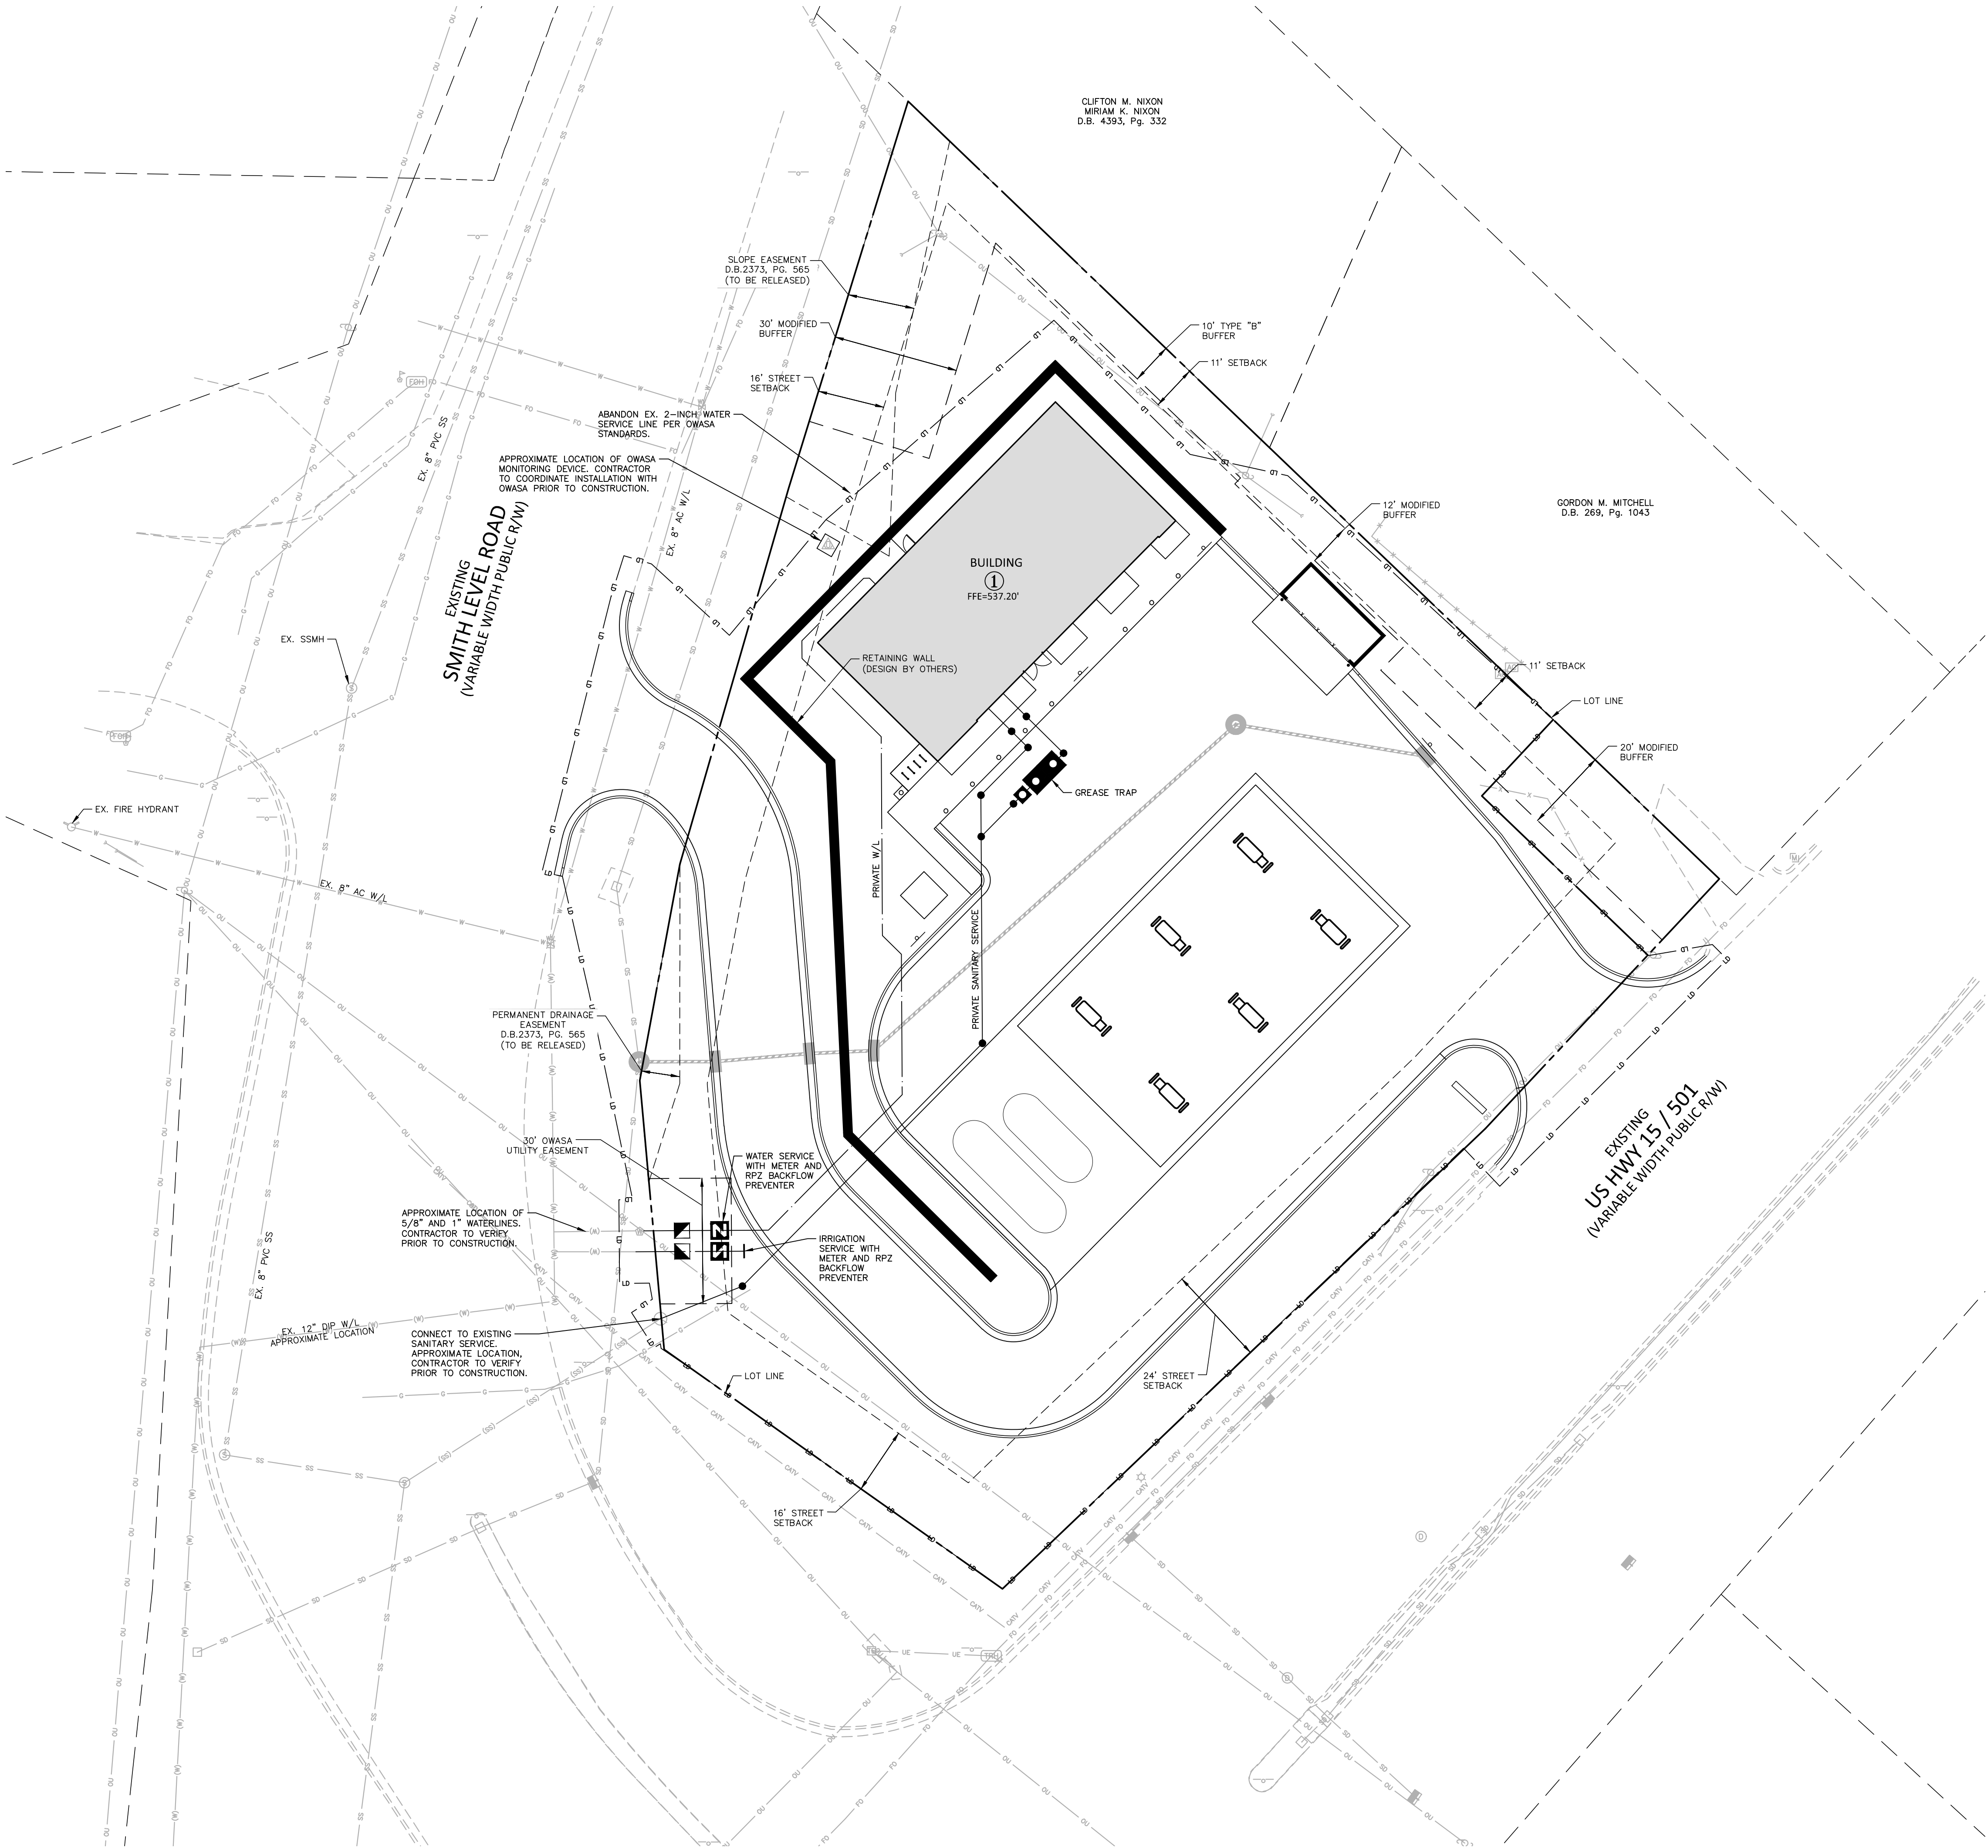 CLIFTON M. NIXON
MIRIAM K. NIXON
D.B. 4393, Pg. 332
SLOPE EASEMENT
D.B.2373, PG. 565
(TO BE RELEASED)
30' MODIFIED
BUFFER
16' STREET
SETBACK
10' TYPE "B"
BUFFER
11' SETBACK
ABANDON EX. 2-INCH WATER
SERVICE LINE PER OWASA
STANDARDS.
APPROXIMATE LOCATION OF OWASA
MONITORING DEVICE. CONTRACTOR
TO COORDINATE INSTALLATION WITH
OWASA PRIOR TO CONSTRUCTION.
EX. 8" PVC SS
EX. 8" AC W/L
12' MODIFIED
BUFFER
GORDON M. MITCHELL
D.B. 269, Pg. 1043
EXISTING
SMITH LEVEL ROAD
(VARIABLE WIDTH PUBLIC R/W)
BUILDING
1
FFE=537.20'
EX. SSMH
RETAINING WALL
(DESIGN BY OTHERS)
11' SETBACK
LOT LINE
20' MODIFIED
BUFFER
EX. FIRE HYDRANT
GREASE TRAP
EX. 8" AC W/L
PRIVATE W/L
PRIVATE SANITARY SERVICE
PERMANENT DRAINAGE
EASEMENT
D.B.2373, PG. 565
(TO BE RELEASED)
30' OWASA
UTILITY EASEMENT
WATER SERVICE
WITH METER AND
RPZ BACKFLOW
PREVENTER
EXISTING
US HWY 15 / 501
(VARIABLE WIDTH PUBLIC R/W)
APPROXIMATE LOCATION OF
5/8" AND 1" WATERLINES.
CONTRACTOR TO VERIFY
PRIOR TO CONSTRUCTION.
IRRIGATION
SERVICE WITH
METER AND RPZ
BACKFLOW
PREVENTER
EX. 8" PVC SS
EX. 12" DIP W/L
APPROXIMATE LOCATION
CONNECT TO EXISTING
SANITARY SERVICE.
APPROXIMATE LOCATION,
CONTRACTOR TO VERIFY
PRIOR TO CONSTRUCTION.
LOT LINE
24' STREET
SETBACK
16' STREET
SETBACK